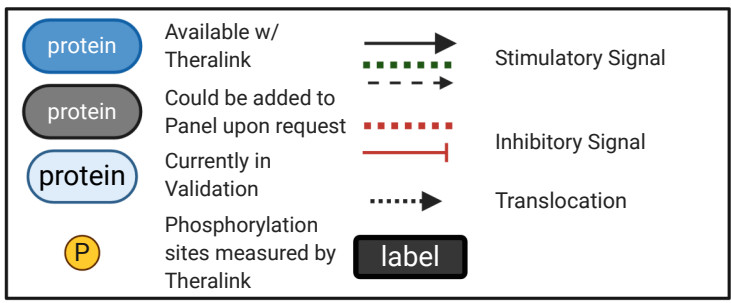 protein
Available w/
Theralink
protein
Could be added to
Panel upon request
protein
Currently in
Validation
P
Phosphorylation
sites measured by
Theralink
Stimulatory Signal
Inhibitory Signal
Translocation
label